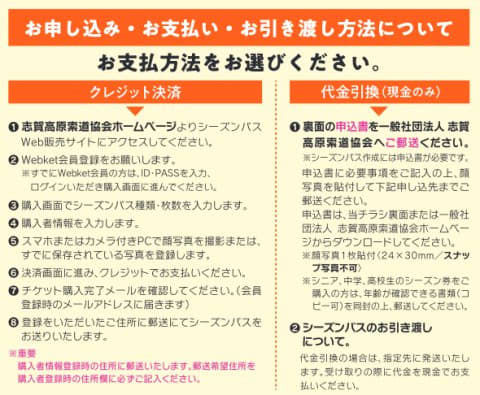 お申し込み・お支払い・お引き渡し方法について
お支払方法をお選びください。
クレジット決済
❶志賀高原索道協会ホームページよりシーズンパス
Web販売サイトにアクセスしてください。
❷Webket会員登録をお願いします。
※すでにWebket会員の方は、ID・PASSを入力、
ログインいただき購入画面に進んでください。
❸購入画面でシーズンパス種類・枚数を入力します。
❹購入者情報を入力します。
❺スマホまたはカメラ付きPCで顔写真を撮影または、
すでに保存されている写真を登録します。
❻決済画面に進み、クレジットでお支払いください。
❼チケット購入完了メールを確認してください。（会員
登録時のメールアドレスに届きます）
❽登録をいただいたご住所に郵送にてシーズンパスを
お送りいたします。
※重要
購入者情報登録時の住所に郵送いたします。郵送希望住所を
購入者登録時の住所欄に必ずご記入ください。
代金引換（現金のみ）
❶裏面の申込書を一般社団法人 志賀
高原索道協会へご郵送ください。
※シーズンパス作成には申込書が必要です。
申込書に必要事項をご記入の上、顔
写真を貼付して下記申し込先までご
郵送ください。
申込書は、当チラシ裏面または一般社
団法人 志賀高原索道協会ホームペー
ジからダウンロードしてください。
※顔写真1枚貼付（24×30mm／スナッ
プ写真不可）
※シニア、中学、高校生のシーズン券をご
購入の方は、年齢が確認できる書類（コ
ピー可）を同封の上、郵送してください。
❷シーズンパスのお引き渡し
について。
代金引換の場合は、指定先に発送いたし
ます。受け取りの際に代金を現金でお支
払いください。